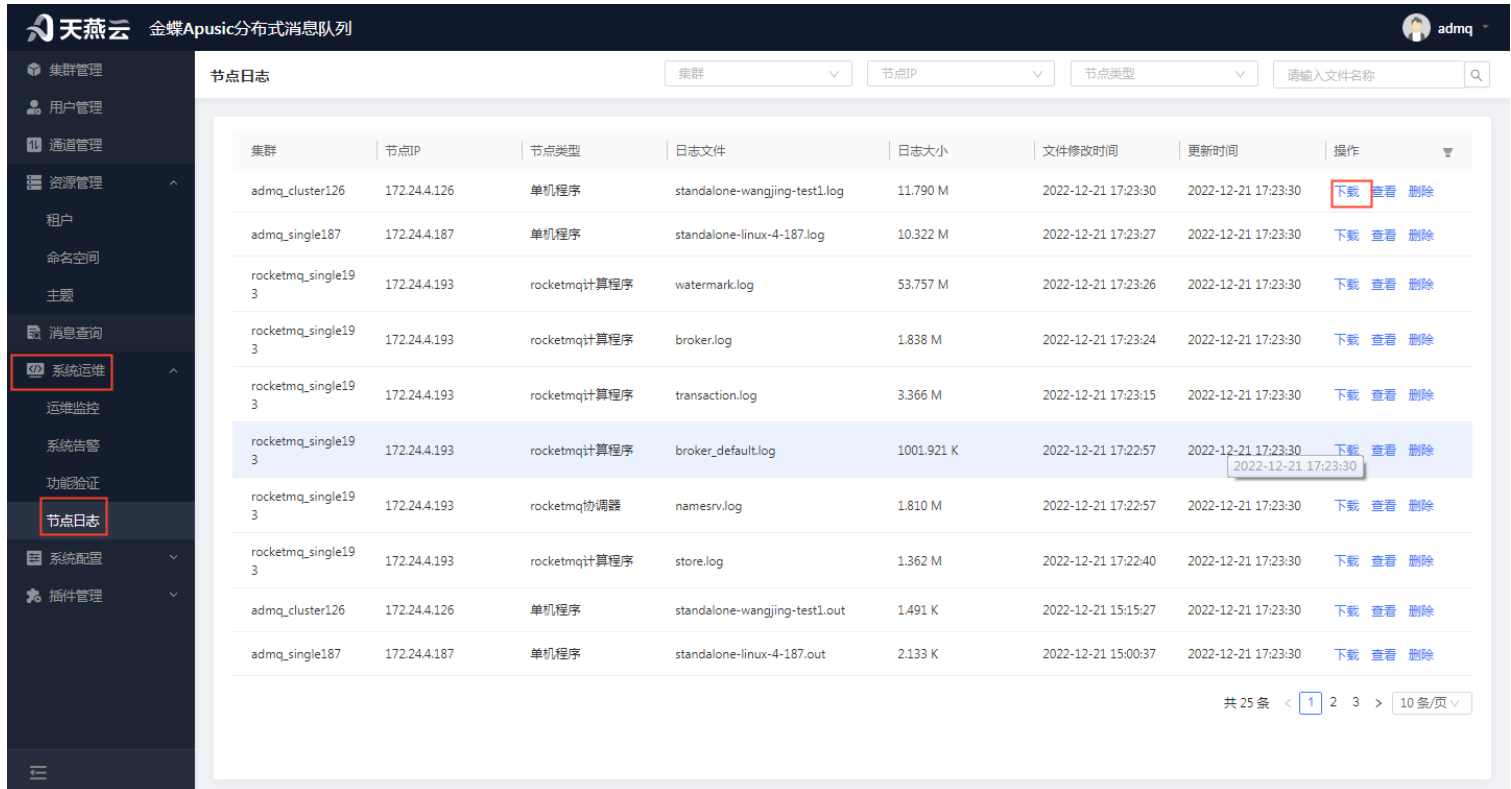 天燕云 金蝶Apusic分布式消息队列 admq
集群管理
用户管理
通道管理
资源管理
租户
命名空间
主题
消息查询
系统运维
运维监控
系统告警
功能验证
节点日志
系统配置
插件管理
节点日志 集群 节点IP 节点类型 请输入文件名称
集群 节点IP 节点类型 日志文件 日志大小 文件修改时间 更新时间 操作
admq_cluster126 172.24.4.126 单机程序 standalone-wangjing-test1.log 11.790 M 2022-12-21 17:23:30 2022-12-21 17:23:30 下载 查看 删除
admq_single187 172.24.4.187 单机程序 standalone-linux-4-187.log 10.322 M 2022-12-21 17:23:27 2022-12-21 17:23:30 下载 查看 删除
rocketmq_single19
3 172.24.4.193 rocketmq计算程序 watermark.log 53.757 M 2022-12-21 17:23:26 2022-12-21 17:23:30 下载 查看 删除
rocketmq_single19
3 172.24.4.193 rocketmq计算程序 broker.log 1.838 M 2022-12-21 17:23:24 2022-12-21 17:23:30 下载 查看 删除
rocketmq_single19
3 172.24.4.193 rocketmq计算程序 transaction.log 3.366 M 2022-12-21 17:23:15 2022-12-21 17:23:30 下载 查看 删除
rocketmq_single19
3 172.24.4.193 rocketmq计算程序 broker_default.log 1001.921 K 2022-12-21 17:22:57 2022-12-21 17:23:30 下载 查看 删除
2022-12-21 17:23:30
rocketmq_single19
3 172.24.4.193 rocketmq协调器 namesrv.log 1.810 M 2022-12-21 17:22:57 2022-12-21 17:23:30 下载 查看 删除
rocketmq_single19
3 172.24.4.193 rocketmq计算程序 store.log 1.362 M 2022-12-21 17:22:40 2022-12-21 17:23:30 下载 查看 删除
admq_cluster126 172.24.4.126 单机程序 standalone-wangjing-test1.out 1.491 K 2022-12-21 15:15:27 2022-12-21 17:23:30 下载 查看 删除
admq_single187 172.24.4.187 单机程序 standalone-linux-4-187.out 2.133 K 2022-12-21 15:00:37 2022-12-21 17:23:30 下载 查看 删除
共 25 条 < 1 2 3 > 10 条/页